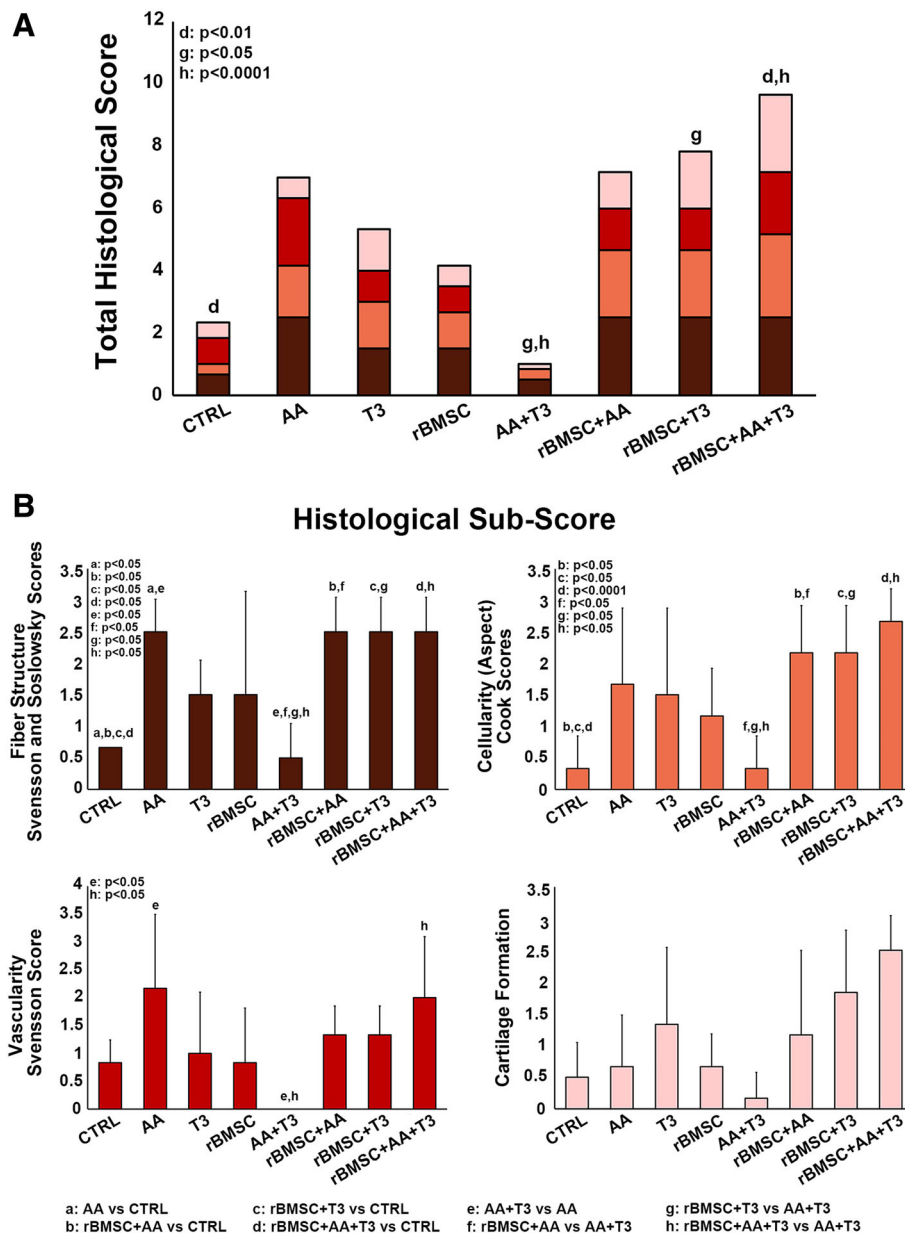 A
Total Histological Score
12
10
8
6
4
2
0
d: p<0.01
g: p<0.05
h: p<0.0001
d
g,h
g
d,h
CTRL
AA
T3
rBMSC
AA+T3
rBMSC+AA
rBMSC+T3
rBMSC+AA+T3
B
Histological Sub-Score
Fiber Structure
Svensson and Soslowsky Scores
3.5
3
2.5
2
1.5
1
0.5
0
a: p<0.05
b: p<0.05
c: p<0.05
d: p<0.05
e: p<0.05
f: p<0.05
g: p<0.05
h: p<0.05
a,b,c,d
a,e
e,f,g,h
b,f
c,g
d,h
CTRL
AA
T3
rBMSC
AA+T3
rBMSC+AA
rBMSC+T3
rBMSC+AA+T3
Cellularity (Aspect)
Cook Scores
3.5
3
2.5
2
1.5
1
0.5
0
b: p<0.05
c: p<0.05
d: p<0.0001
f: p<0.05
g: p<0.05
h: p<0.05
b,c,d
f,g,h
b,f
c,g
d,h
CTRL
AA
T3
rBMSC
AA+T3
rBMSC+AA
rBMSC+T3
rBMSC+AA+T3
Vascularity
Svensson Score
4
3.5
3
2.5
2
1.5
1
0.5
0
e: p<0.05
h: p<0.05
e
e,h
h
CTRL
AA
T3
rBMSC
AA+T3
rBMSC+AA
rBMSC+T3
rBMSC+AA+T3
Cartilage Formation
3.5
3
2.5
2
1.5
1
0.5
0
CTRL
AA
T3
rBMSC
AA+T3
rBMSC+AA
rBMSC+T3
rBMSC+AA+T3
a: AA vs CTRL
c: rBMSC+T3 vs CTRL
e: AA+T3 vs AA
g: rBMSC+T3 vs AA+T3
b: rBMSC+AA vs CTRL
d: rBMSC+AA+T3 vs CTRL
f: rBMSC+AA vs AA+T3
h: rBMSC+AA+T3 vs AA+T3